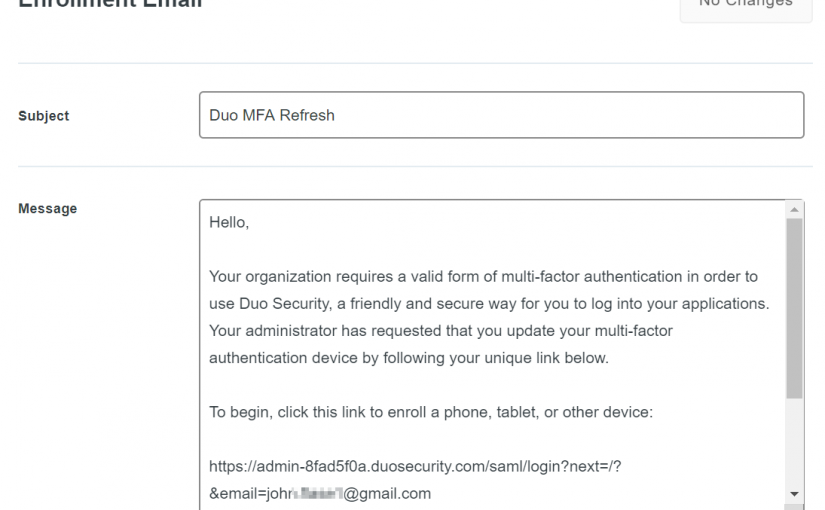 Enrollment Email
No Changes
Subject
Duo MFA Refresh
Message
Hello,
Your organization requires a valid form of multi-factor authentication in order to
use Duo Security, a friendly and secure way for you to log into your applications.
Your administrator has requested that you update your multi-factor
authentication device by following your unique link below.
To begin, click this link to enroll a phone, tablet, or other device:
https://admin-8fad5f0a.duosecurity.com/saml/login?next=/?
&email=john @gmail.com